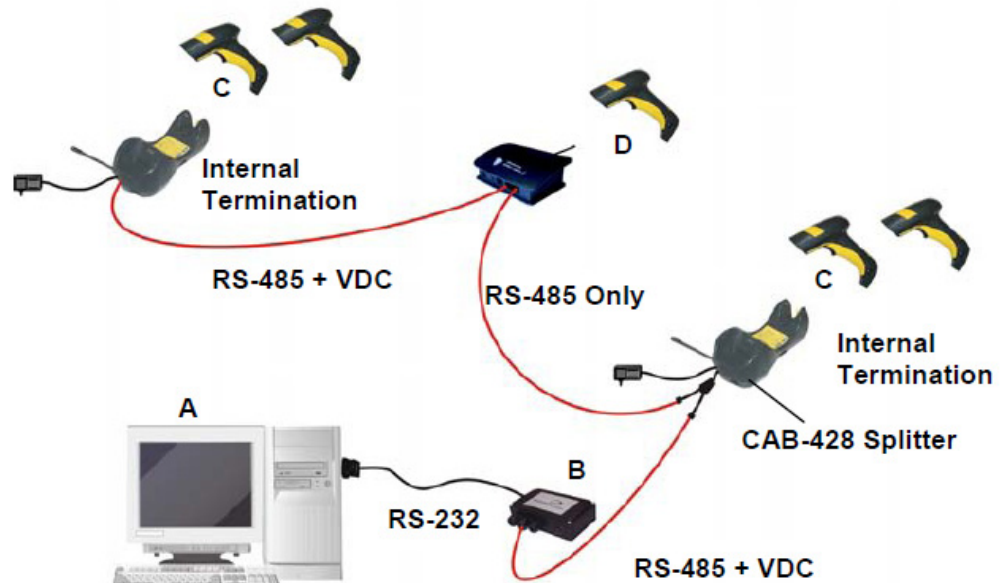 C
D
Internal
Termination
RS-485 + VDC
RS-485 Only
C
Internal
Termination
A
CAB-428 Splitter
B
RS-232
RS-485 + VDC